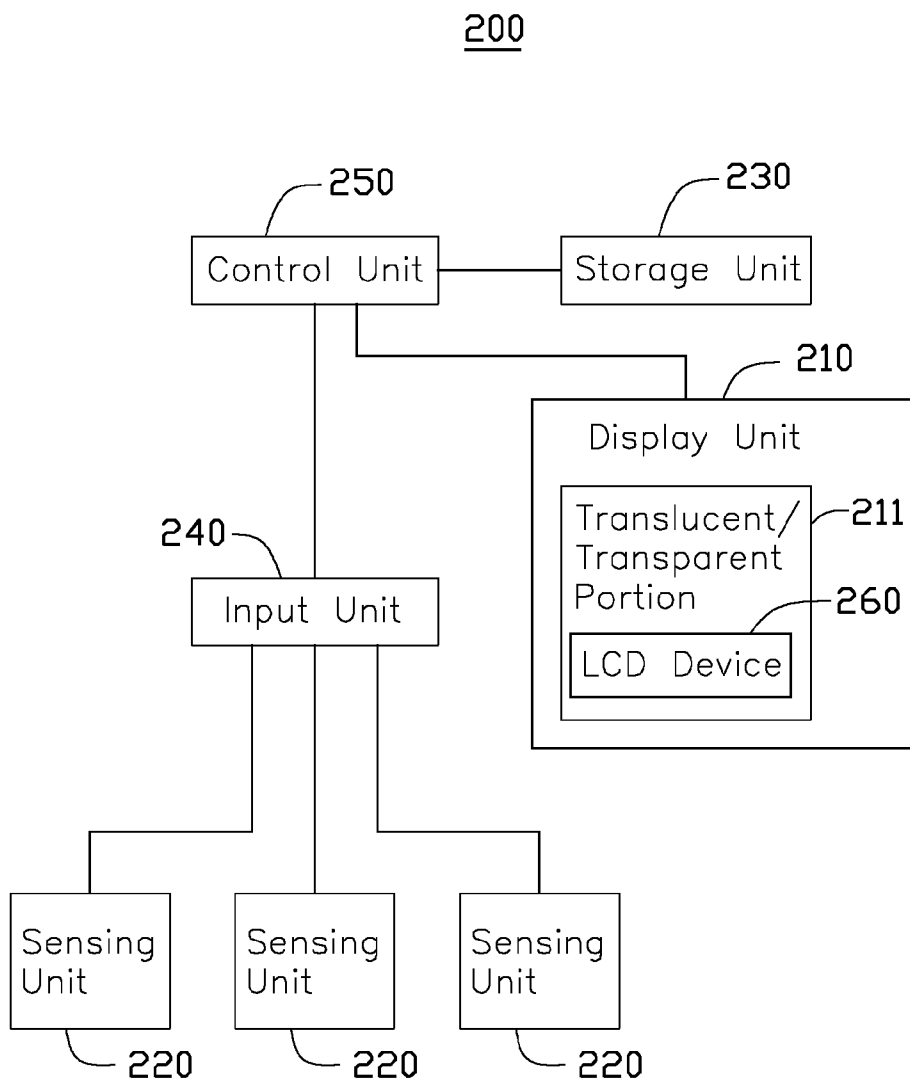 200
250
230
Control Unit
Storage Unit
210
Display Unit
211
Translucent/
Transparent
Portion
240
260
Input Unit
LCD Device
Sensing
Unit
Sensing
Unit
Sensing
Unit
220
220
220